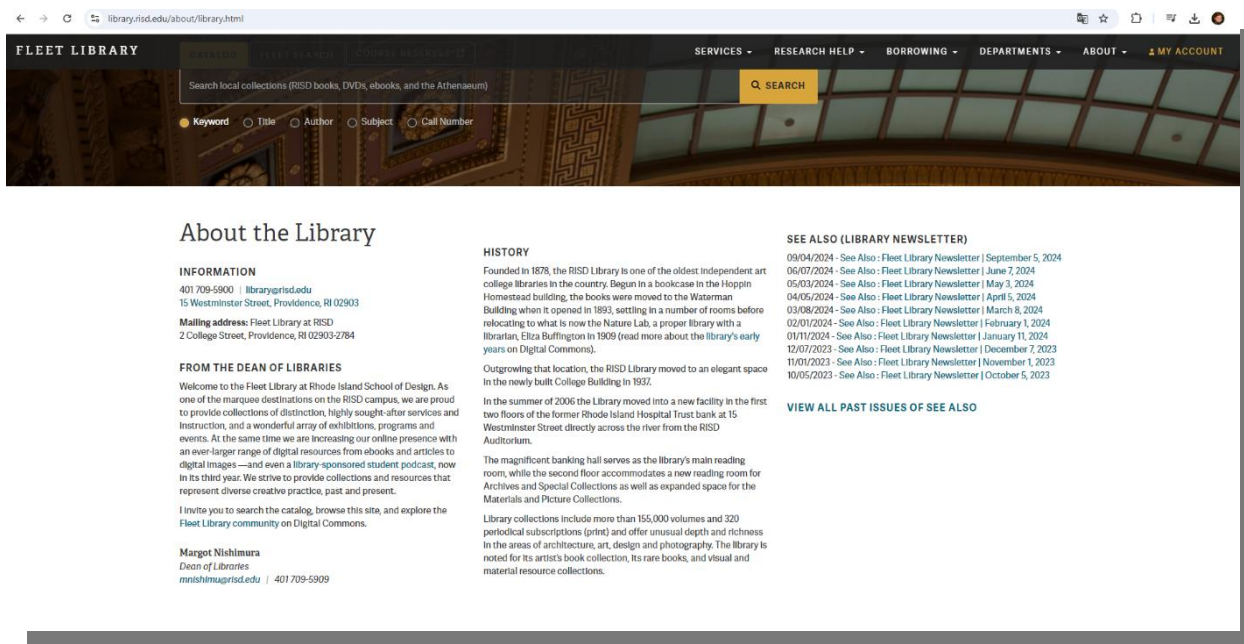 library.risd.edu/about/library.html
FLEET LIBRARY
CATALOG FLEET SEARCH COURSE RESERVES
SERVICES RESEARCH HELP BORROWING DEPARTMENTS ABOUT MY ACCOUNT
Search local collections (RISD books, DVDs, ebooks, and the Athenaeum)
SEARCH
Keyword Title Author Subject Call Number
About the Library
INFORMATION
401 709-5900 | library@risd.edu
15 Westminster Street, Providence, RI 02903
Mailing address: Fleet Library at RISD
2 College Street, Providence, RI 02903-2784
FROM THE DEAN OF LIBRARIES
Welcome to the Fleet Library at Rhode Island School of Design. As
one of the marquee destinations on the RISD campus, we are proud
to provide collections of distinction, highly sought-after services and
instruction, and a wonderful array of exhibitions, programs and
events. At the same time we are increasing our online presence with
an ever-larger range of digital resources from ebooks and articles to
digital images —and even a library-sponsored student podcast, now
in its third year. We strive to provide collections and resources that
represent diverse creative practice, past and present.
I invite you to search the catalog, browse this site, and explore the
Fleet Library community on Digital Commons.
Margot Nishimura
Dean of Libraries
mnishimu@risd.edu | 401 709-5909
HISTORY
Founded in 1878, the RISD Library is one of the oldest independent art
college libraries in the country. Begun in a bookcase in the Hoppin
Homestead building, the books were moved to the Waterman
Building when it opened in 1893, settling in a number of rooms before
relocating to what is now the Nature Lab, a proper library with a
librarian, Eliza Buffington in 1909 (read more about the library's early
years on Digital Commons).
Outgrowing that location, the RISD Library moved to an elegant space
in the newly built College Building in 1937.
In the summer of 2006 the Library moved into a new facility in the first
two floors of the former Rhode Island Hospital Trust bank at 15
Westminster Street directly across the river from the RISD
Auditorium.
The magnificent banking hall serves as the library's main reading
room, while the second floor accommodates a new reading room for
Archives and Special Collections as well as expanded space for the
Materials and Picture Collections.
Library collections include more than 155,000 volumes and 320
periodical subscriptions (print) and offer unusual depth and richness
in the areas of architecture, art, design and photography. The library is
noted for its artist's book collection, its rare books, and visual and
material resource collections.
SEE ALSO (LIBRARY NEWSLETTER)
09/04/2024 - See Also : Fleet Library Newsletter | September 5, 2024
06/07/2024 - See Also : Fleet Library Newsletter | June 7, 2024
05/03/2024 - See Also : Fleet Library Newsletter | May 3, 2024
04/05/2024 - See Also : Fleet Library Newsletter | April 5, 2024
03/08/2024 - See Also : Fleet Library Newsletter | March 8, 2024
02/01/2024 - See Also : Fleet Library Newsletter | February 1, 2024
01/11/2024 - See Also : Fleet Library Newsletter | January 11, 2024
12/07/2023 - See Also : Fleet Library Newsletter | December 7, 2023
11/01/2023 - See Also : Fleet Library Newsletter | November 1, 2023
10/05/2023 - See Also : Fleet Library Newsletter | October 5, 2023
VIEW ALL PAST ISSUES OF SEE ALSO